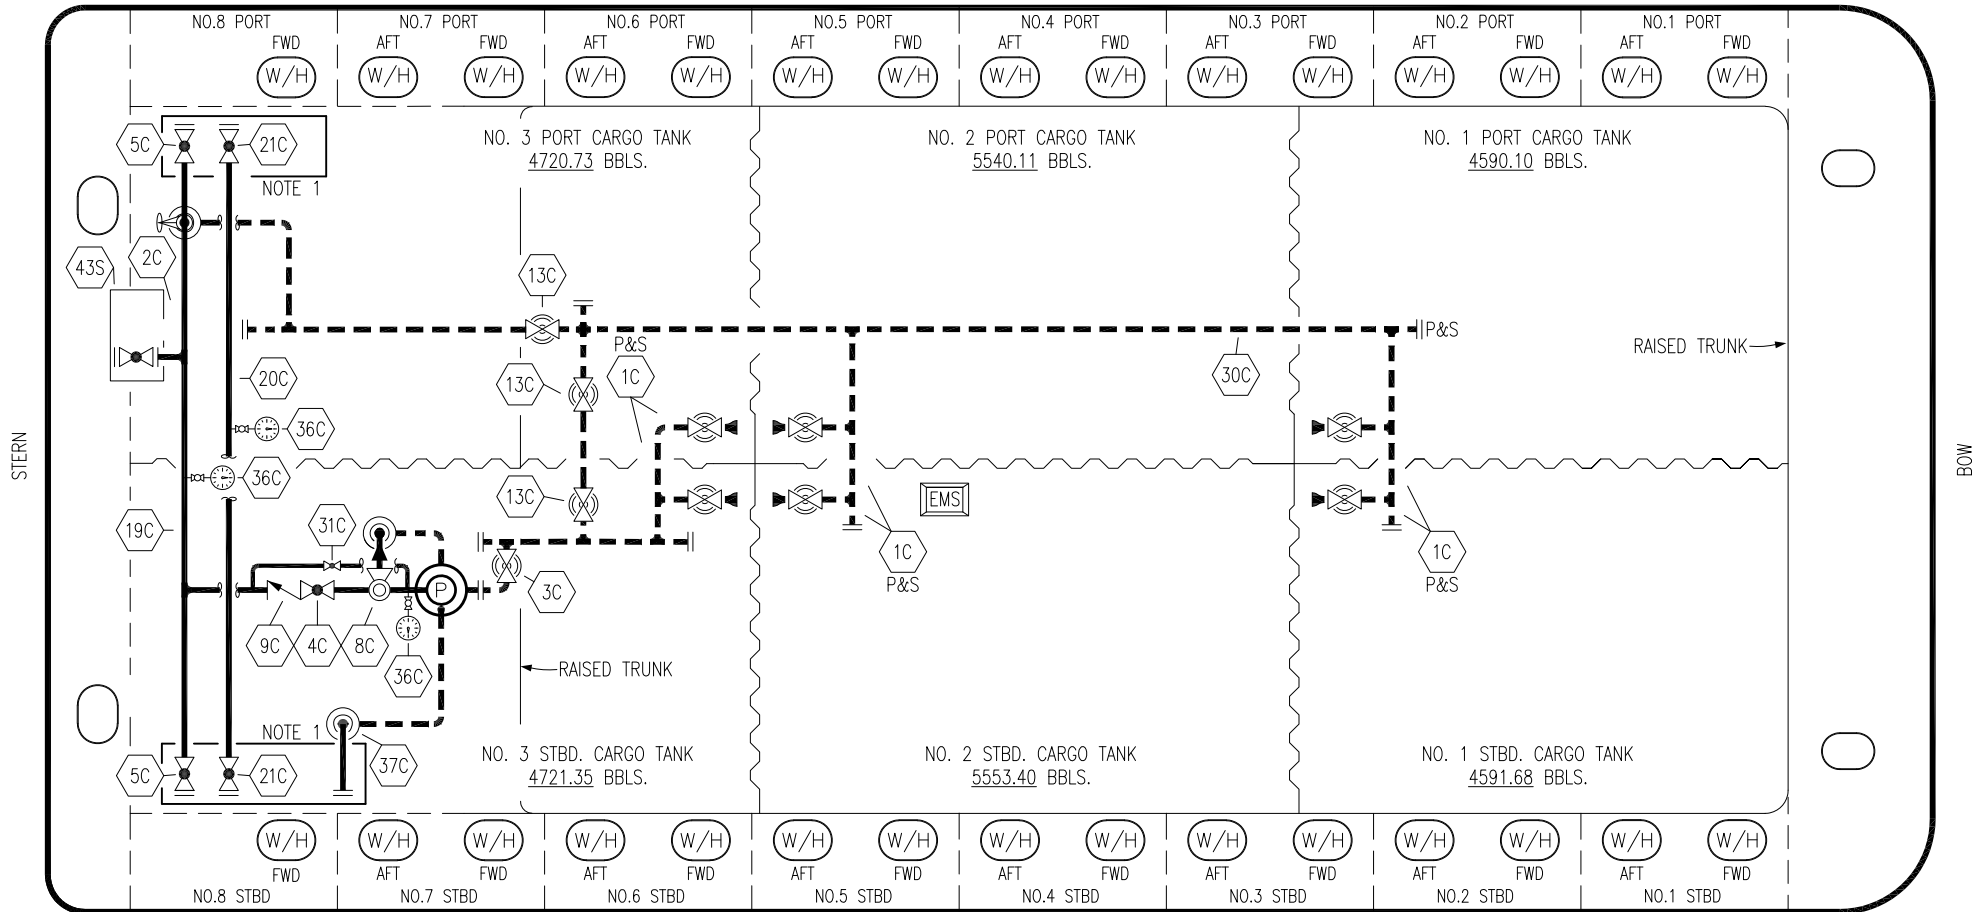 NO.8 PORT NO.7 PORT NO.6 PORT NO.5 PORT NO.4 PORT NO.3 PORT NO.2 PORT NO.1 PORT
FWD AFT FWD AFT FWD AFT FWD AFT FWD AFT FWD AFT FWD AFT FWD
W/H W/H W/H W/H W/H W/H W/H W/H W/H W/H W/H W/H W/H W/H W/H
5C 21C
NO. 3 PORT CARGO TANK
4720.73 BBLS.
NO. 2 PORT CARGO TANK
5540.11 BBLS.
NO. 1 PORT CARGO TANK
4590.10 BBLS.
NOTE 1
43S 2C
13C
P&S
P&S
RAISED TRUNK
20C
13C
1C
30C
36C
STERN
BOW
36C
13C
EMS
19C
31C
1C
P&S
1C
P&S
P
3C
9C 4C 8C
36C
RAISED TRUNK
NOTE 1
37C
5C 21C
NO. 3 STBD. CARGO TANK
4721.35 BBLS.
NO. 2 STBD. CARGO TANK
5553.40 BBLS.
NO. 1 STBD. CARGO TANK
4591.68 BBLS.
W/H W/H W/H W/H W/H W/H W/H W/H W/H W/H W/H W/H W/H W/H W/H
FWD AFT FWD AFT FWD AFT FWD AFT FWD AFT FWD AFT FWD AFT FWD
NO.8 STBD NO.7 STBD NO.6 STBD NO.5 STBD NO.4 STBD NO.3 STBD NO.2 STBD NO.1 STBD